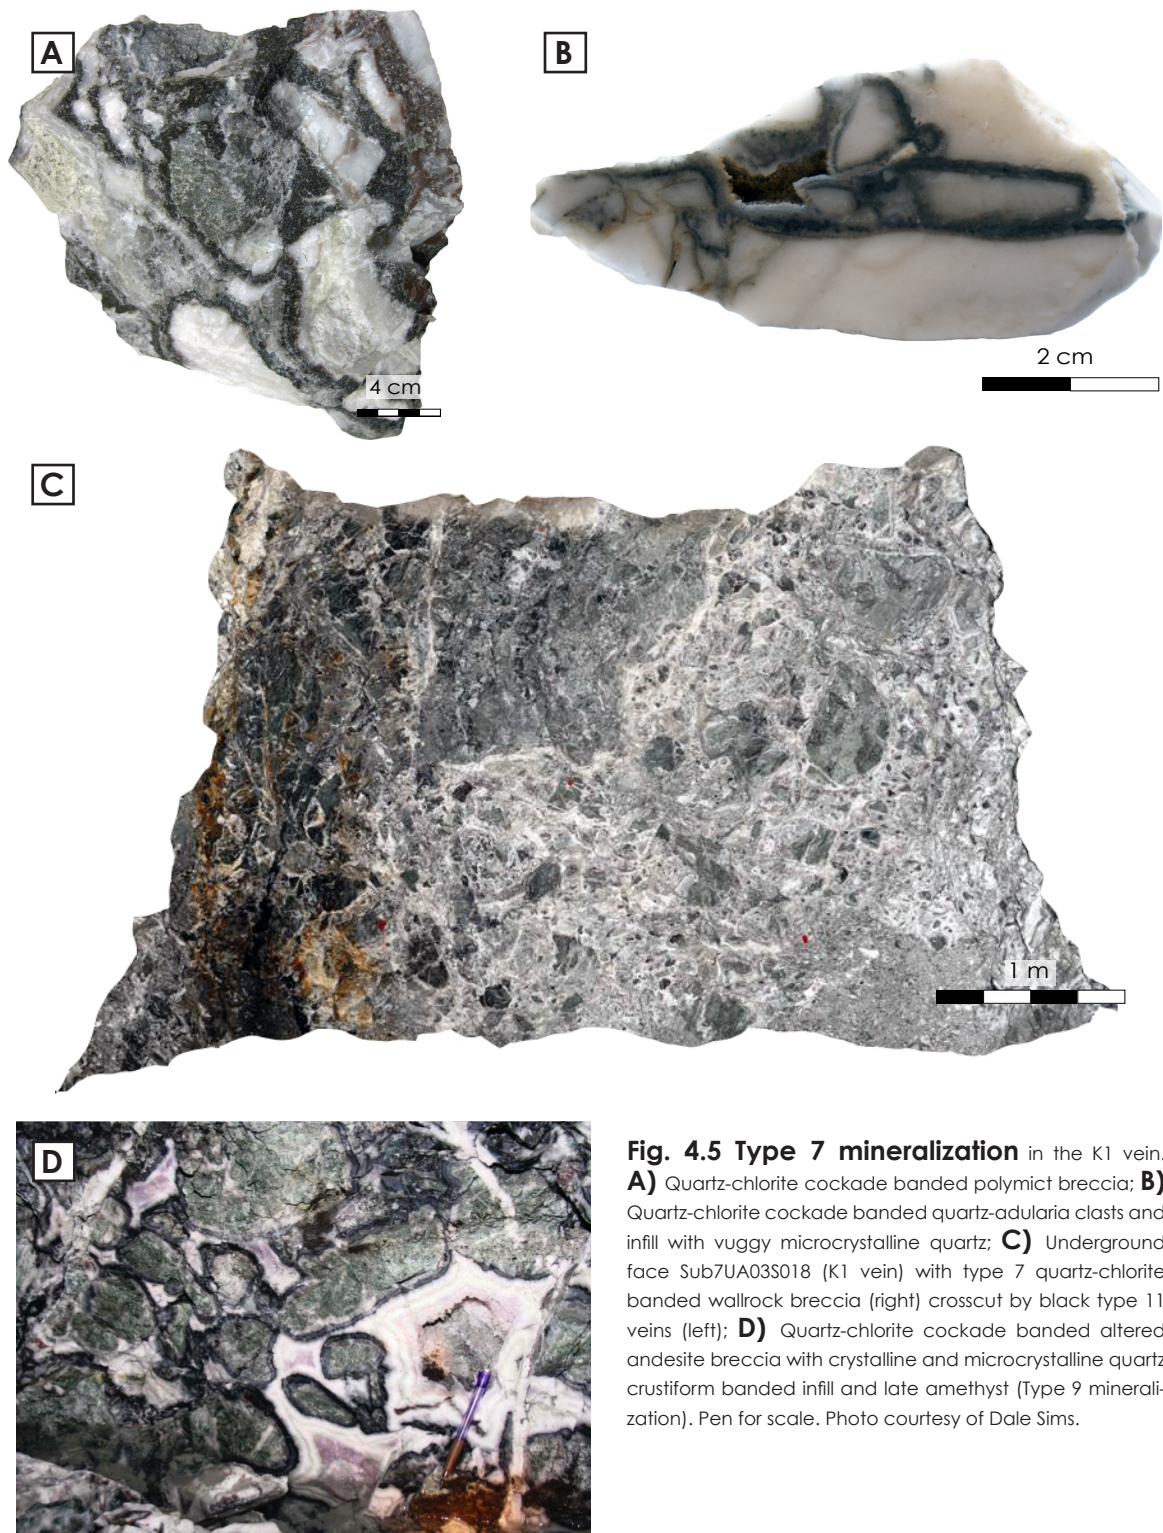 A
B
2 cm
4 cm
C
1 m
D
Fig. 4.5 Type 7 mineralization in the K1 vein.
A) Quartz-chlorite cockade banded polymict breccia; B)
Quartz-chlorite cockade banded quartz-adularia clasts and
infill with vuggy microcrystalline quartz; C) Underground
face Sub7UA03S018 (K1 vein) with type 7 quartz-chlorite
banded wallrock breccia (right) crosscut by black type 11
veins (left); D) Quartz-chlorite cockade banded altered
andesite breccia with crystalline and microcrystalline quartz
crustiform banded infill and late amethyst (Type 9 minerali-
zation). Pen for scale. Photo courtesy of Dale Sims.